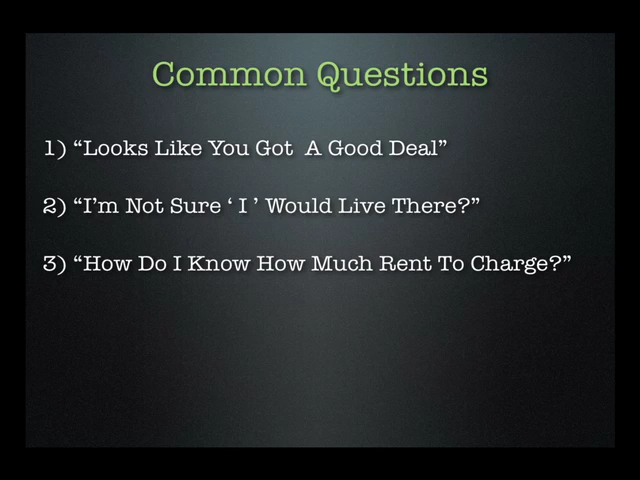 Common Questions
1) “Looks Like You Got  A Good Deal”
2) “I’m Not Sure ‘ I ’ Would Live There?”
3) “How Do I Know How Much Rent To Charge?”